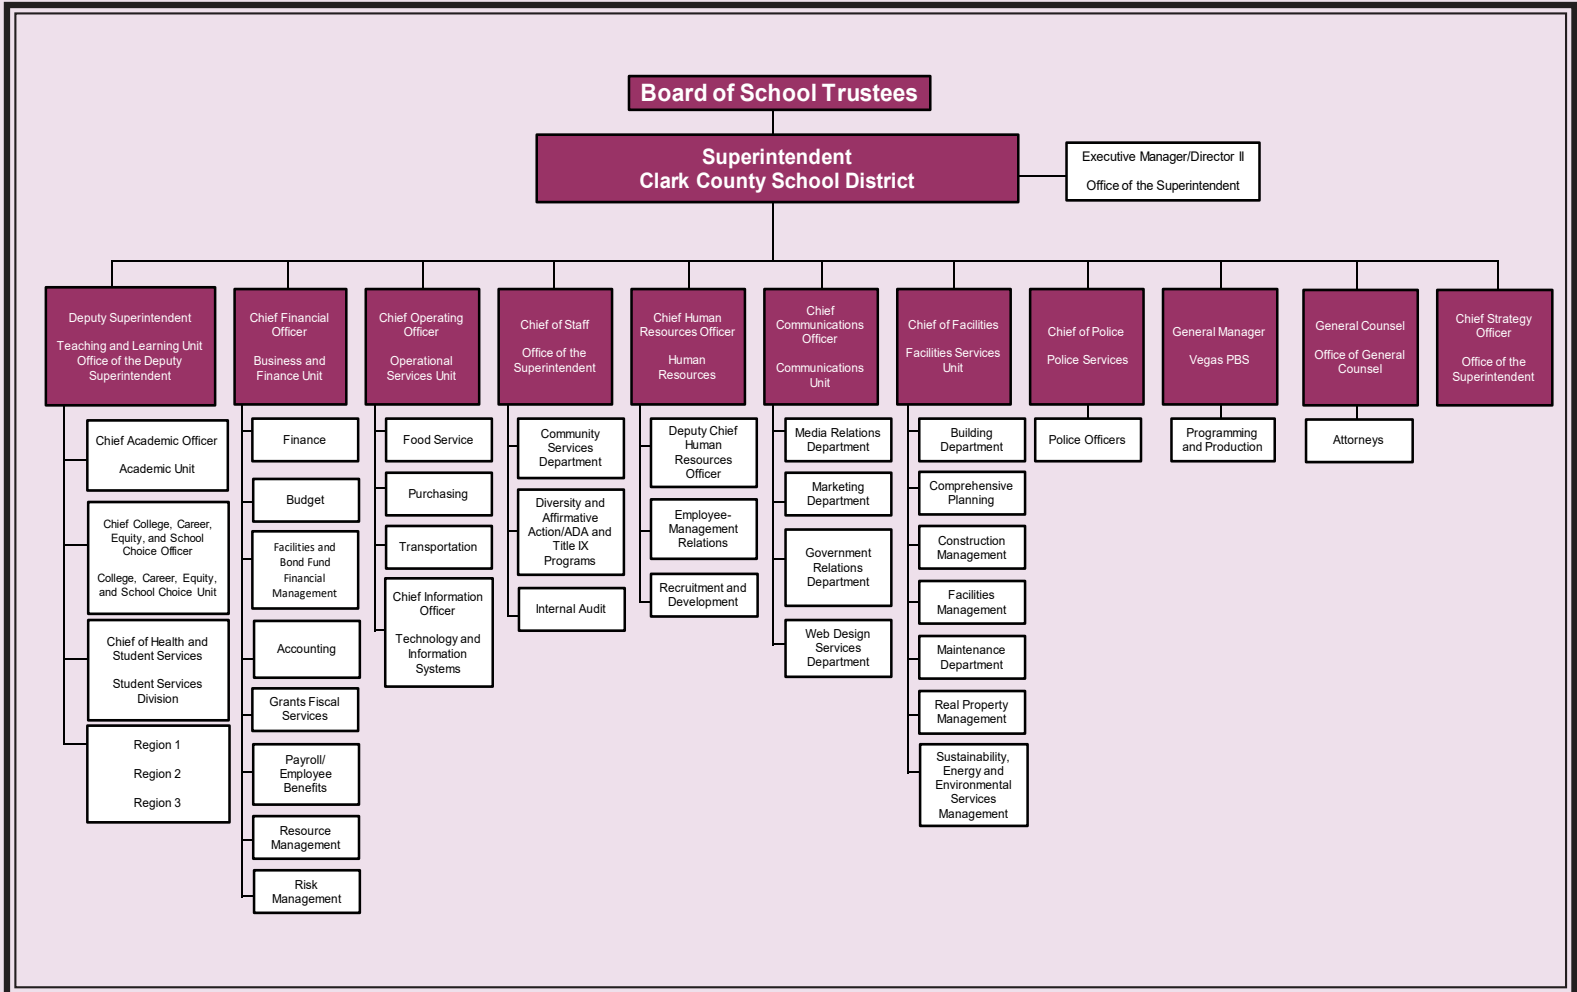 Board of School Trustees
Superintendent
Clark County School District
Executive Manager/Director II
Office of the Superintendent
Deputy Superintendent
Teaching and Learning Unit
Office of the Deputy
Superintendent
Chief Academic Officer
Academic Unit
Chief College, Career,
Equity, and School
Choice Officer
College, Career, Equity,
and School Choice Unit
Chief of Health and
Student Services
Student Services
Division
Region 1
Region 2
Region 3
Chief Financial
Officer
Business and
Finance Unit
Finance
Budget
Facilities and
Bond Fund
Financial
Management
Accounting
Grants Fiscal
Services
Payroll/
Employee
Benefits
Resource
Management
Risk
Management
Chief Operating
Officer
Operational
Services Unit
Food Service
Purchasing
Transportation
Chief Information
Officer
Technology and
Information
Systems
Chief of Staff
Office of the
Superintendent
Community
Services
Department
Diversity and
Affirmative
Action/ADA and
Title IX
Programs
Internal Audit
Chief Human
Resources Officer
Human
Resources
Deputy Chief
Human
Resources
Officer
Employee-
Management
Relations
Recruitment and
Development
Chief
Communications
Officer
Communications
Unit
Media Relations
Department
Marketing
Department
Government
Relations
Department
Web Design
Services
Department
Chief of Facilities
Facilities Services
Unit
Building
Department
Comprehensive
Planning
Construction
Management
Facilities
Management
Maintenance
Department
Real Property
Management
Sustainability,
Energy and
Environmental
Services
Management
Chief of Police
Police Services
Police Officers
General Manager
Vegas PBS
Programming
and Production
General Counsel
Office of General
Counsel
Attorneys
Chief Strategy
Officer
Office of the
Superintendent